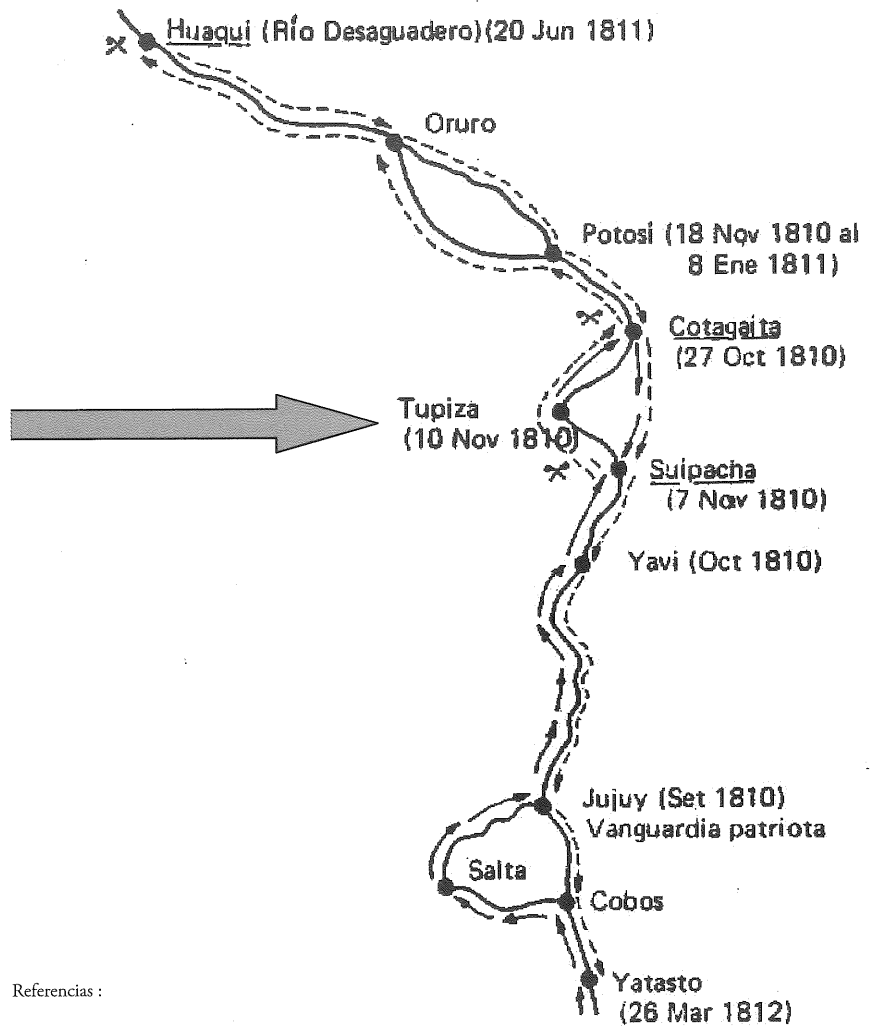 Huaqui (Río Desaguadero)(20 Jun 1811)
Oruro
Potosí (18 Nov 1810 al
8 Ene 1811)
Cotagaita
(27 Oct 1810)
Tupiza
(10 Nov 1810)
Suipacha
(7 Nov 1810)
Yavi (Oct 1810)
Jujuy (Set 1810)
Vanguardia patriota
Salta
Cobos
Yatasto
(26 Mar 1812)
Referencias :